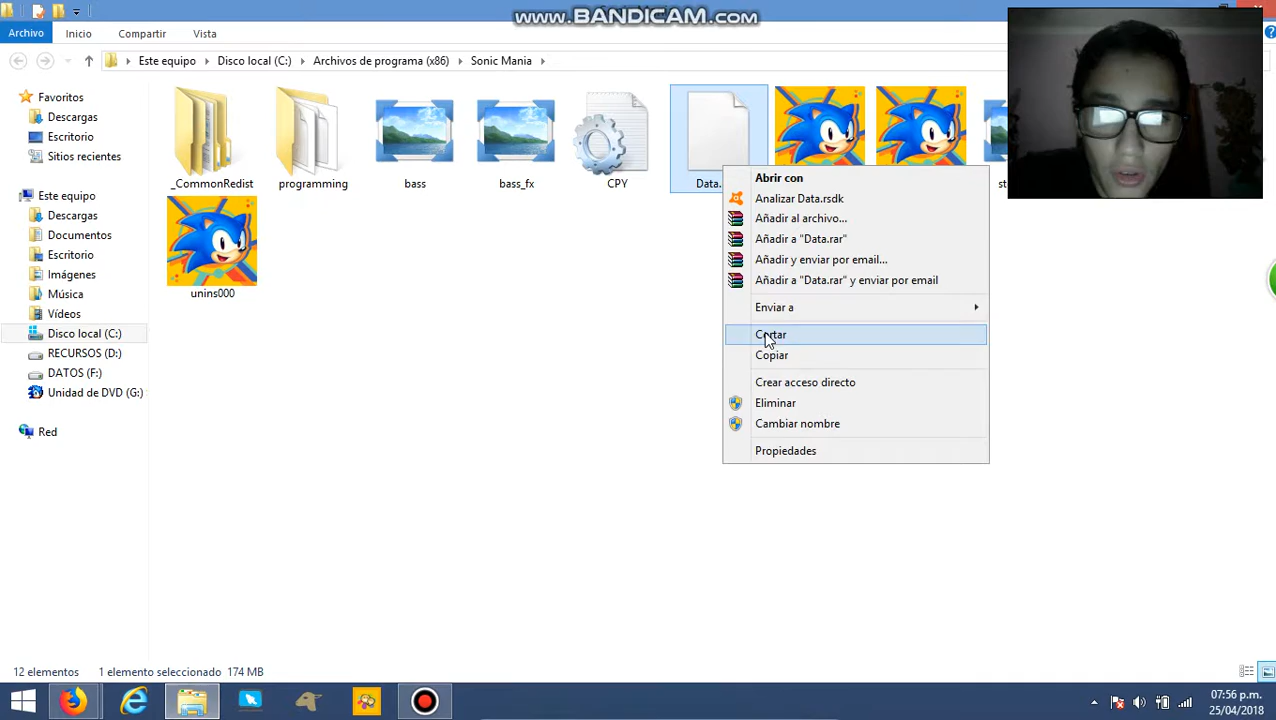 www.BANDICAM.com
Archivo
Inicio
Compartir
Vista
Este equipo
Disco local (C:)
Archivos de programa (x86)
Sonic Mania
Favoritos
Descargas
Escritorio
Sitios recientes
Este equipo
Descargas
Documentos
Escritorio
Imágenes
Música
Vídeos
Disco local (C:)
RECURSOS (D:)
DATOS (F:)
Unidad de DVD (G:)
Red
_CommonRedist
programming
bass
bass_fx
CPY
Data.
unins000
Abrir con
Analizar Data.rsdk
Añadir al archivo...
Añadir a "Data.rar"
Añadir y enviar por email...
Añadir a "Data.rar" y enviar por email
Enviar a
Cortar
Copiar
Crear acceso directo
Eliminar
Cambiar nombre
Propiedades
12 elementos
1 elemento seleccionado 174 MB
07:56 p.m.
25/04/2018